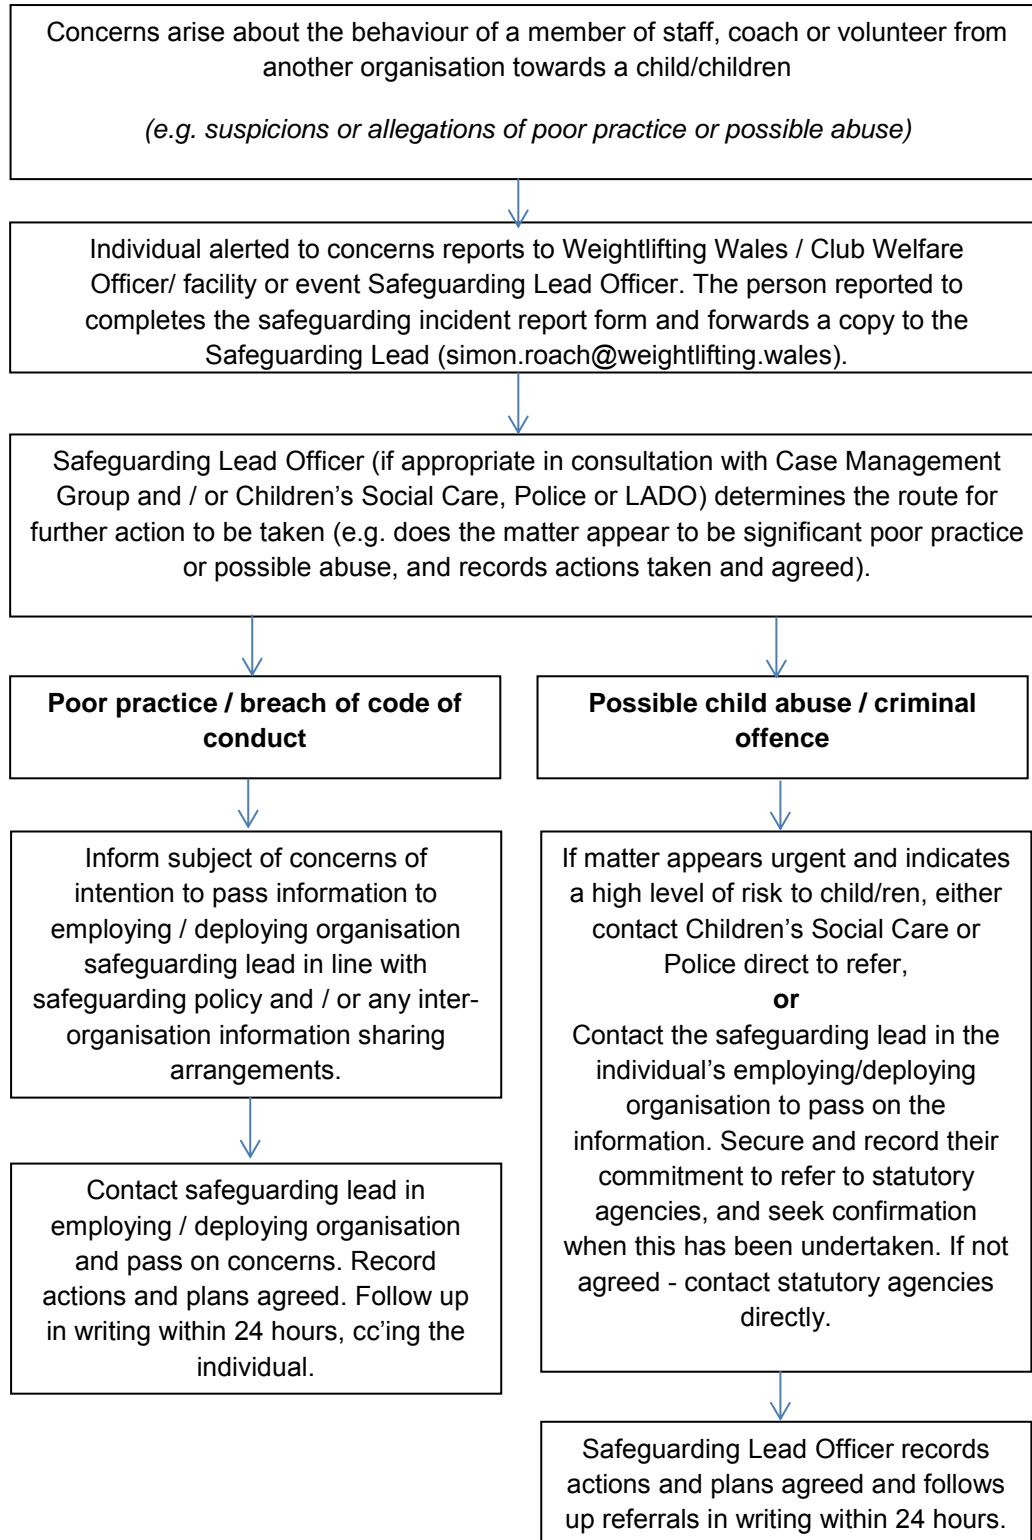 Concerns arise about the behaviour of a member of staff, coach or volunteer from
another organisation towards a child/children
(e.g. suspicions or allegations of poor practice or possible abuse)
Individual alerted to concerns reports to Weightlifting Wales / Club Welfare
Officer/ facility or event Safeguarding Lead Officer. The person reported to
completes the safeguarding incident report form and forwards a copy to the
Safeguarding Lead (simon.roach@weightlifting.wales).
Safeguarding Lead Officer (if appropriate in consultation with Case Management
Group and / or Children's Social Care, Police or LADO) determines the route for
further action to be taken (e.g. does the matter appear to be significant poor practice
or possible abuse, and records actions taken and agreed).
Poor practice / breach of code of
conduct
Inform subject of concerns of
intention to pass information to
employing / deploying organisation
safeguarding lead in line with
safeguarding policy and / or any inter-
organisation information sharing
arrangements.
Contact safeguarding lead in
employing / deploying organisation
and pass on concerns. Record
actions and plans agreed. Follow up
in writing within 24 hours, cc'ing the
individual.
Possible child abuse / criminal
offence
If matter appears urgent and indicates
a high level of risk to child/ren, either
contact Children's Social Care or
Police direct to refer,
or
Contact the safeguarding lead in the
individual's employing/deploying
organisation to pass on the
information. Secure and record their
commitment to refer to statutory
agencies, and seek confirmation
when this has been undertaken. If not
agreed - contact statutory agencies
directly.
Safeguarding Lead Officer records
actions and plans agreed and follows
up referrals in writing within 24 hours.